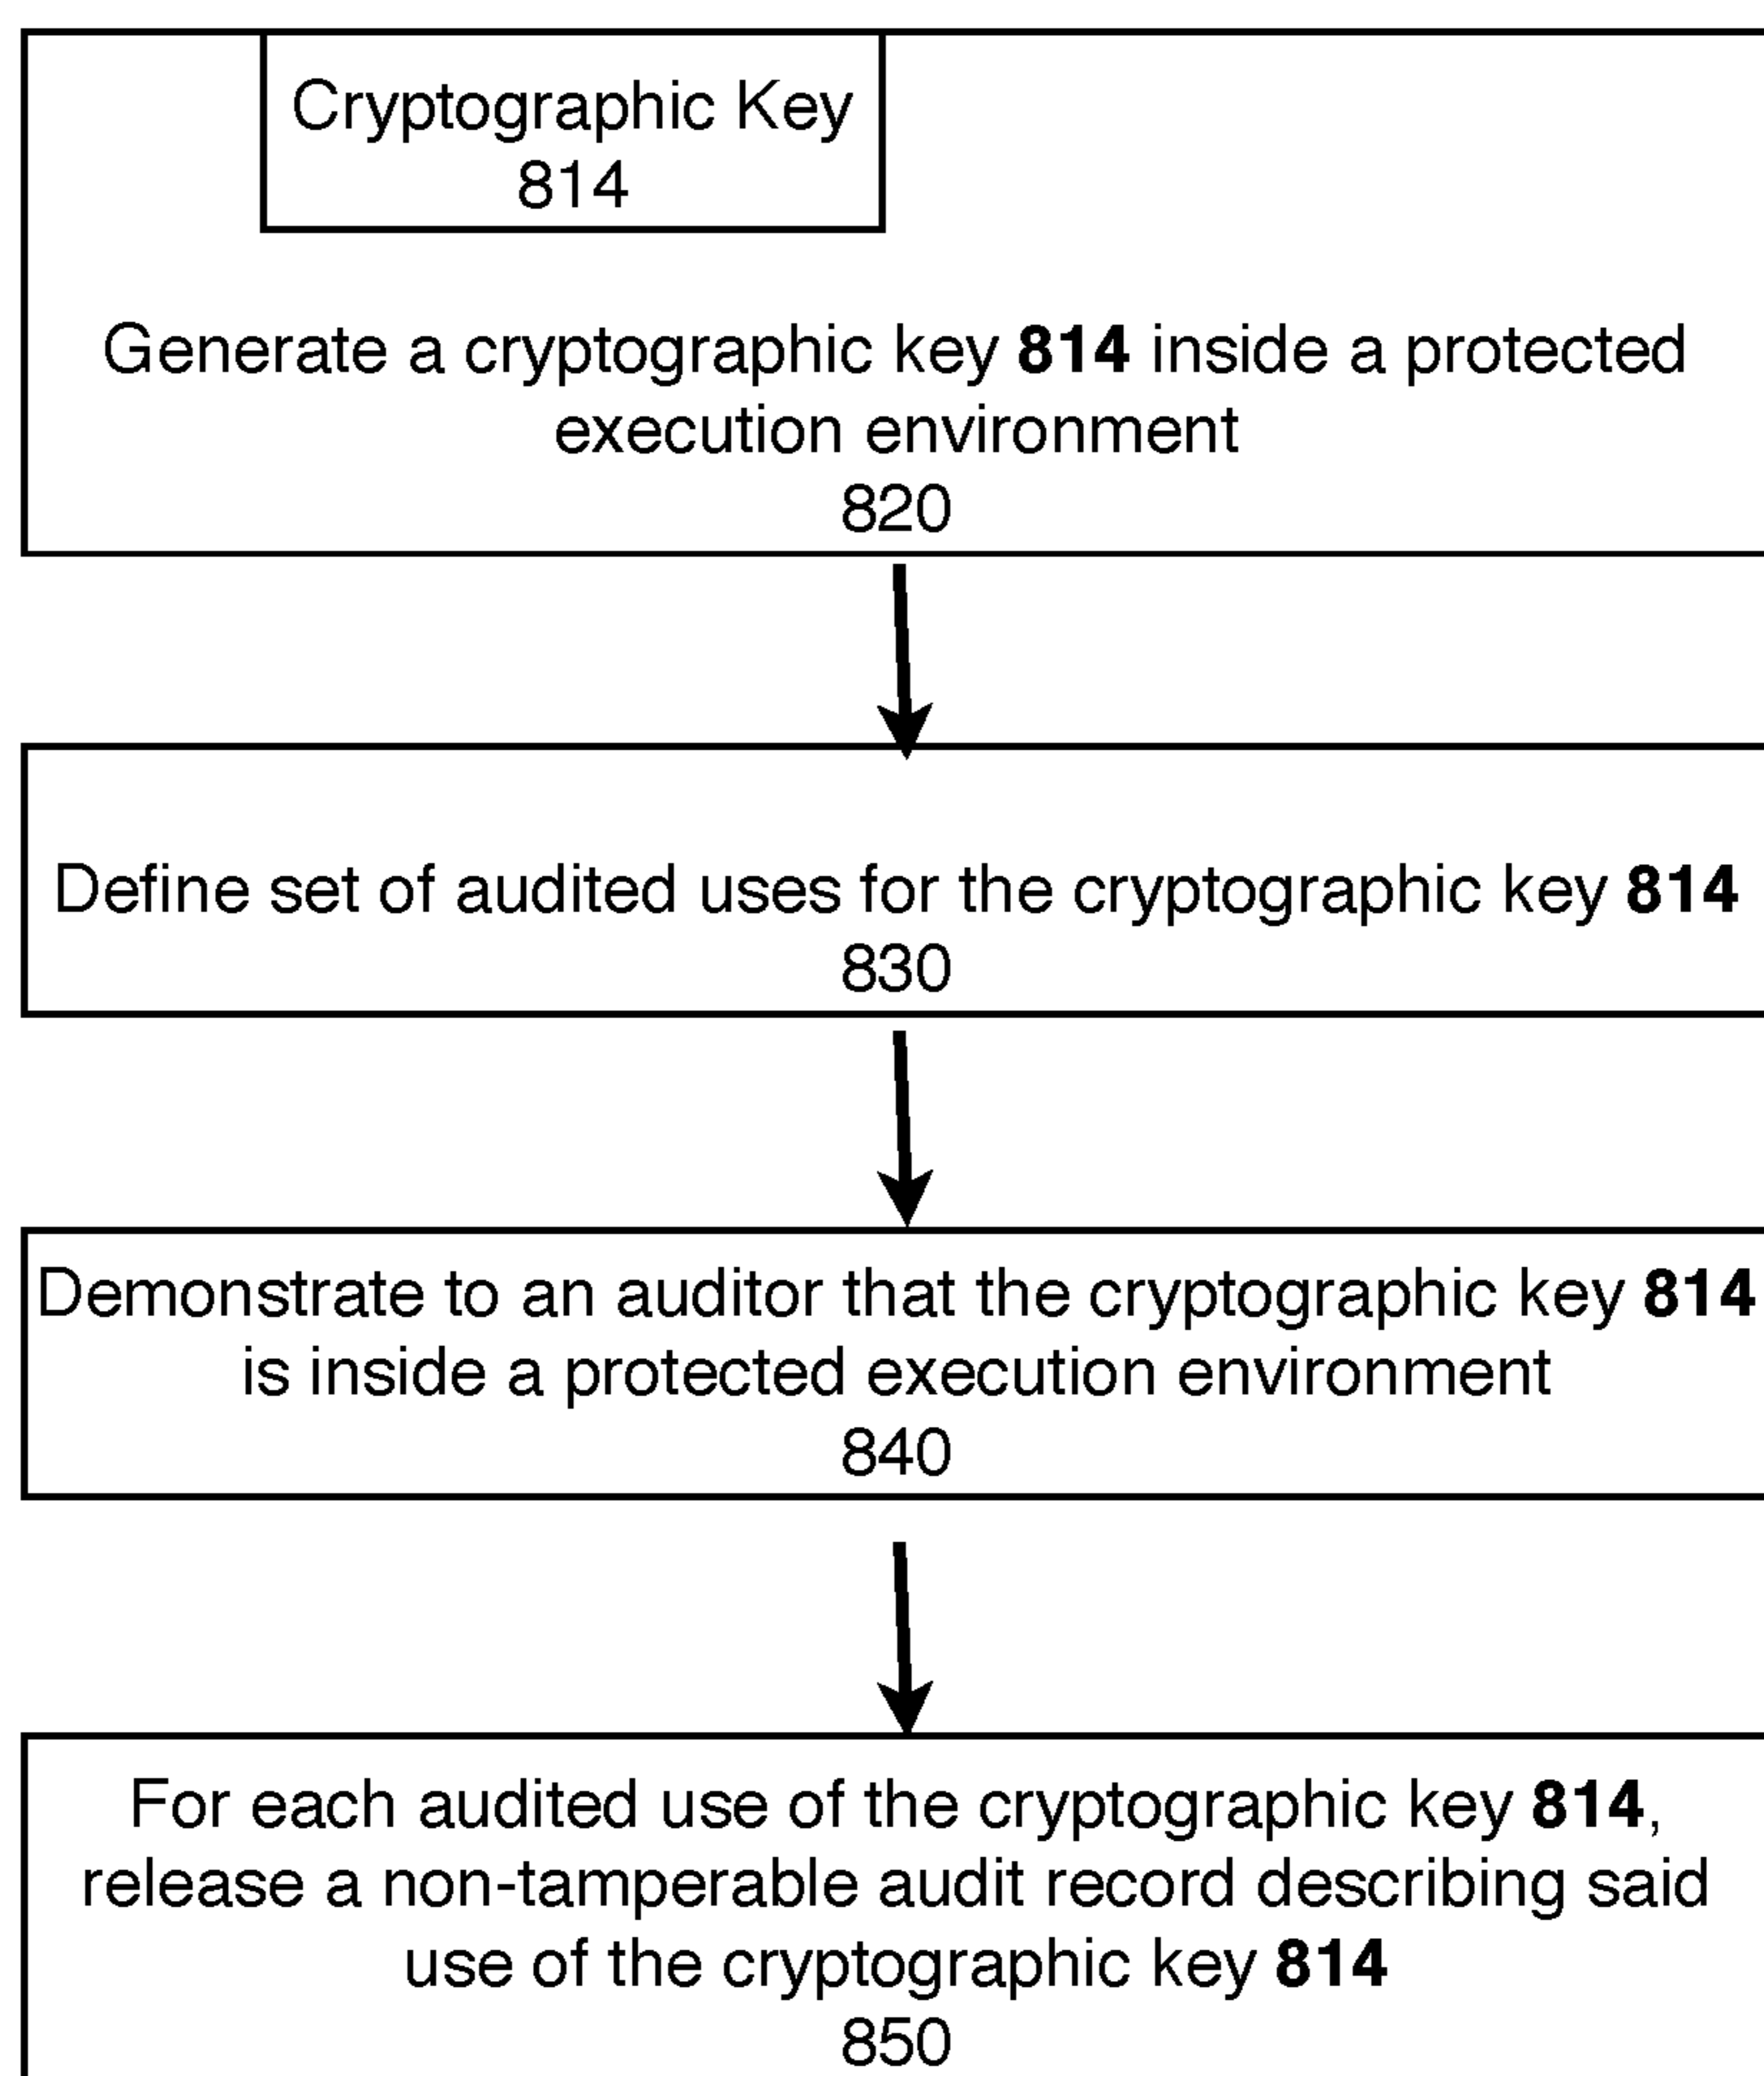 Cryptographic Key
814
Generate a cryptographic key 814 inside a protected
execution environment
820
Define set of audited uses for the cryptographic key 814
830
Demonstrate to an auditor that the cryptographic key 814
is inside a protected execution environment
840
For each audited use of the cryptographic key 814,
release a non-tamperable audit record describing said
use of the cryptographic key 814
850